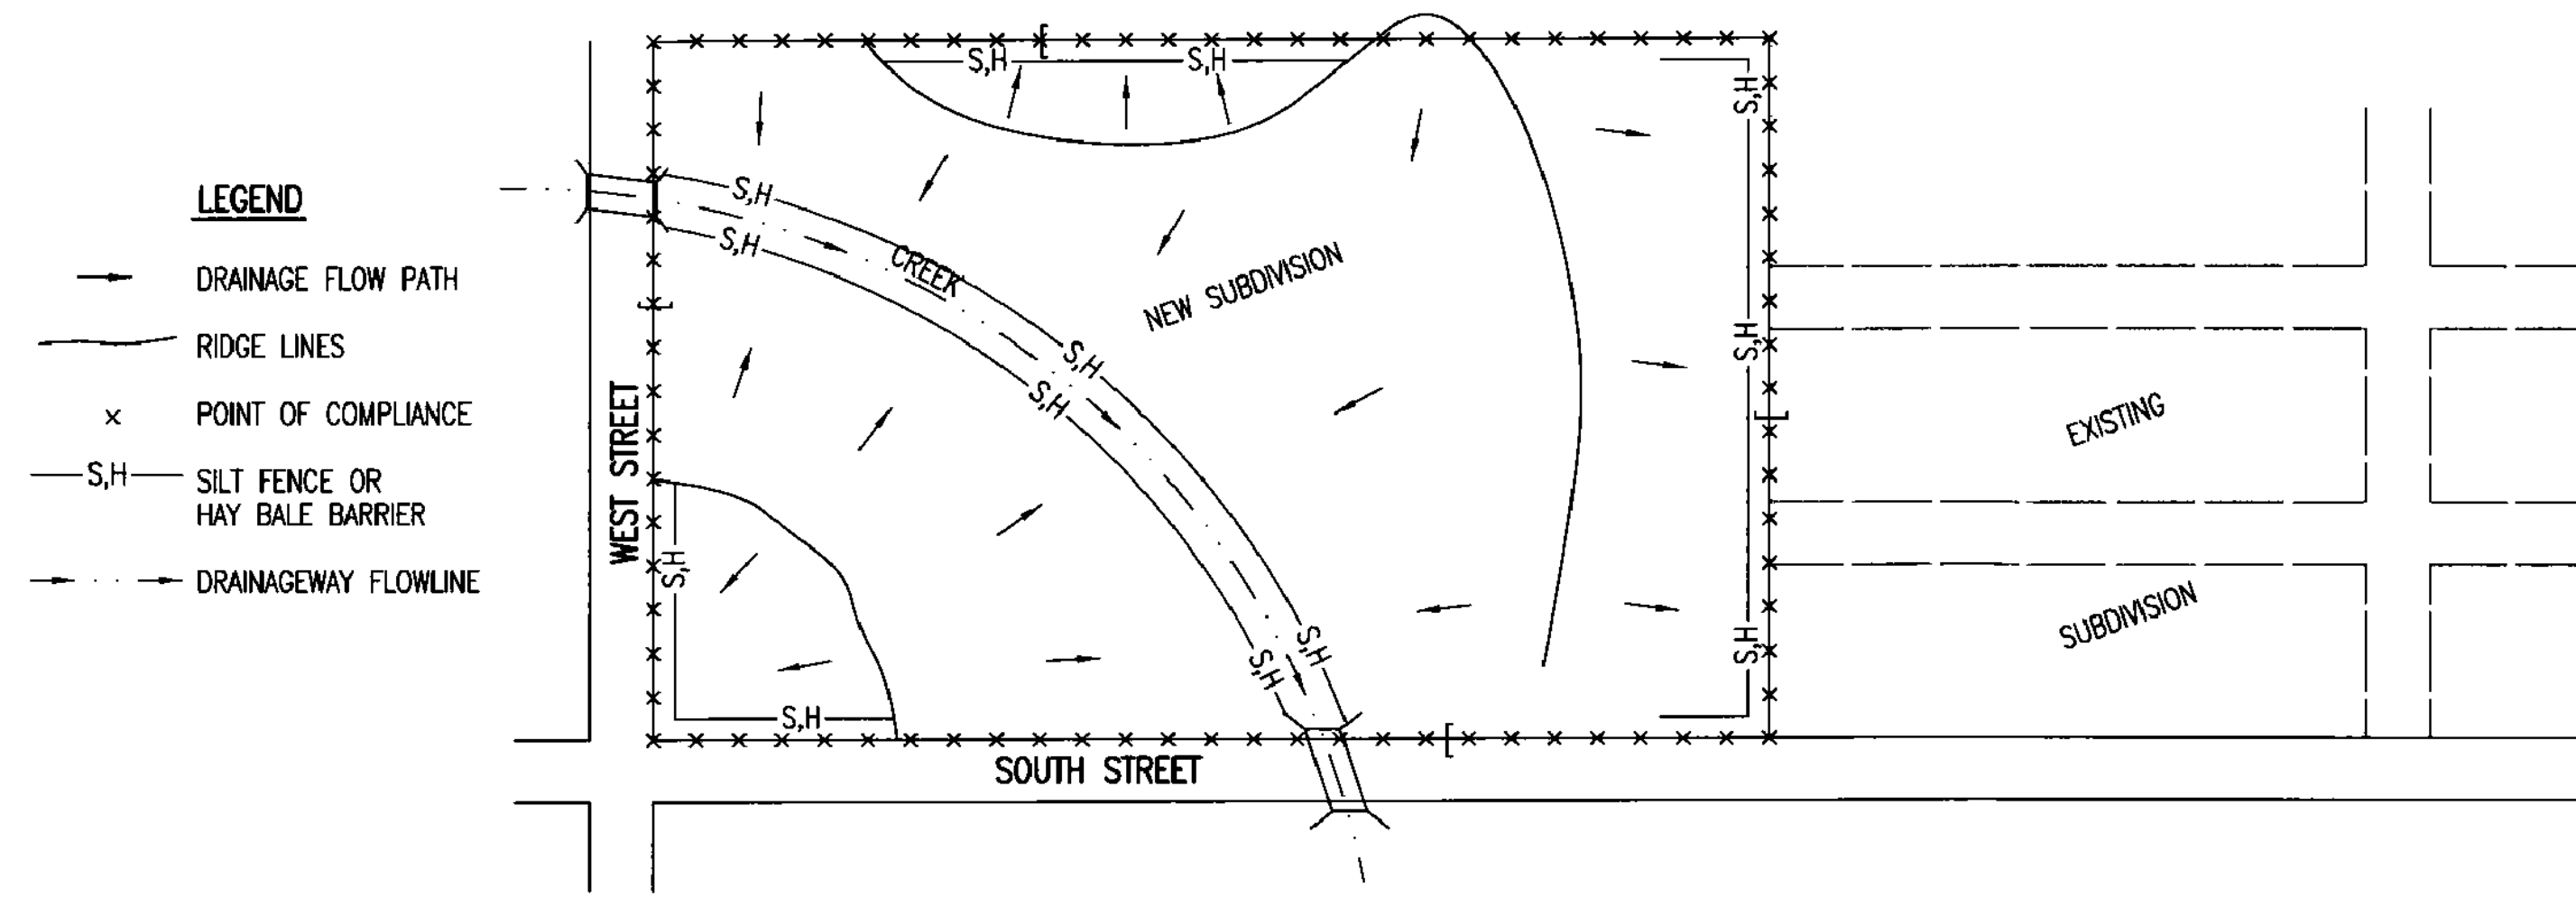 LEGEND
DRAINAGE FLOW PATH
RIDGE LINES
x POINT OF COMPLIANCE
S,H SILT FENCE OR
HAY BALE BARRIER
DRAINAGEWAY FLOWLINE
S,H S,H
S,H
S,H
S,H
CREEK
NEW SUBDIVISION
S,H
S,H
S,H
WEST STREET
EXISTING
S,H
S,H
S,H
S,H
SUBDIVISION
S,H
S,H
SOUTH STREET